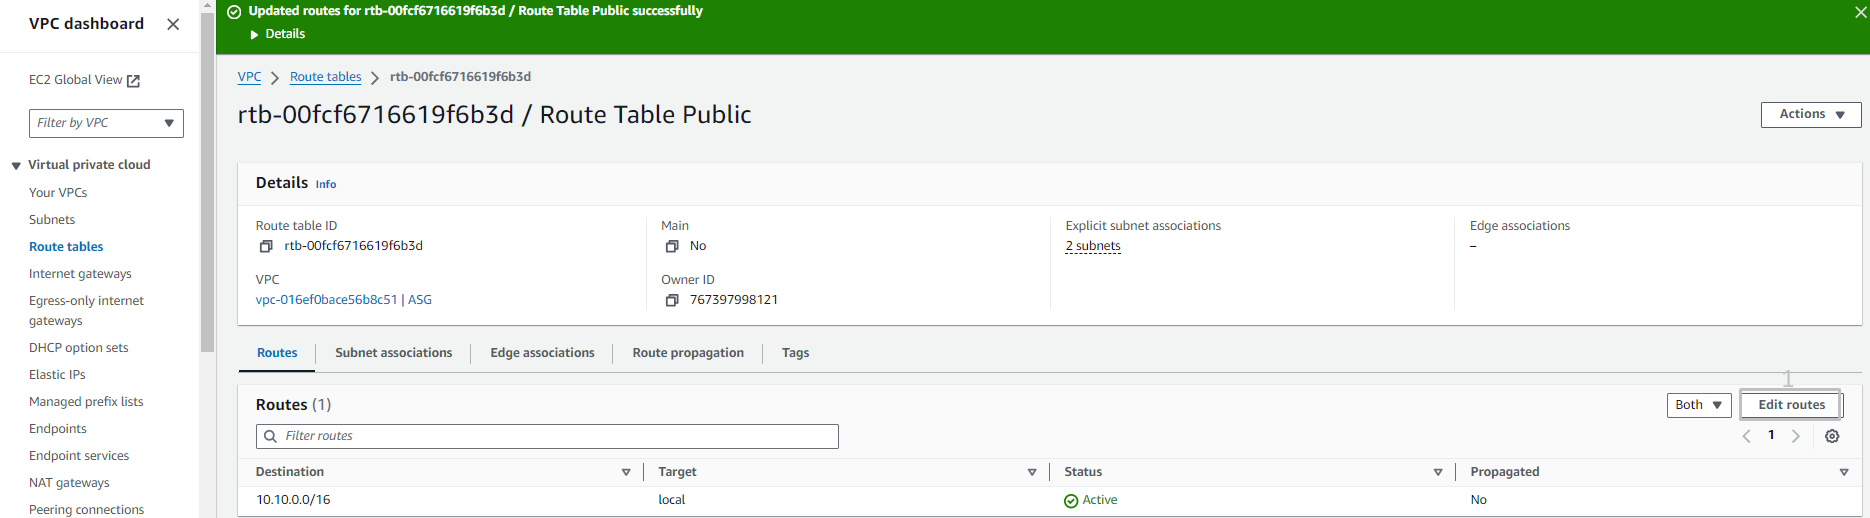 VPC dashboard
EC2 Global View
Filter by VPC
Virtual private cloud
Your VPCs
Subnets
Route tables
Internet gateways
Egress-only internet
gateways
DHCP option sets
Elastic IPs
Managed prefix lists
Endpoints
Endpoint services
NAT gateways
Peering connections
Updated routes for rtb-00fcf6716619f6b3d / Route Table Public successfully
Details
VPC Route tables rtb-00fcf6716619f6b3d
rtb-00fcf6716619f6b3d / Route Table Public
Actions
Details Info
Route table ID
rtb-00fcf6716619f6b3d
Main
No
Explicit subnet associations
2 subnets
Edge associations
–
VPC
vpc-016ef0bace56b8c51 | ASG
Owner ID
767397998121
Routes Subnet associations Edge associations Route propagation Tags
1
Routes (1)
Both Edit routes
Filter routes
1
Destination Target Status Propagated
10.10.0.0/16 local Active No